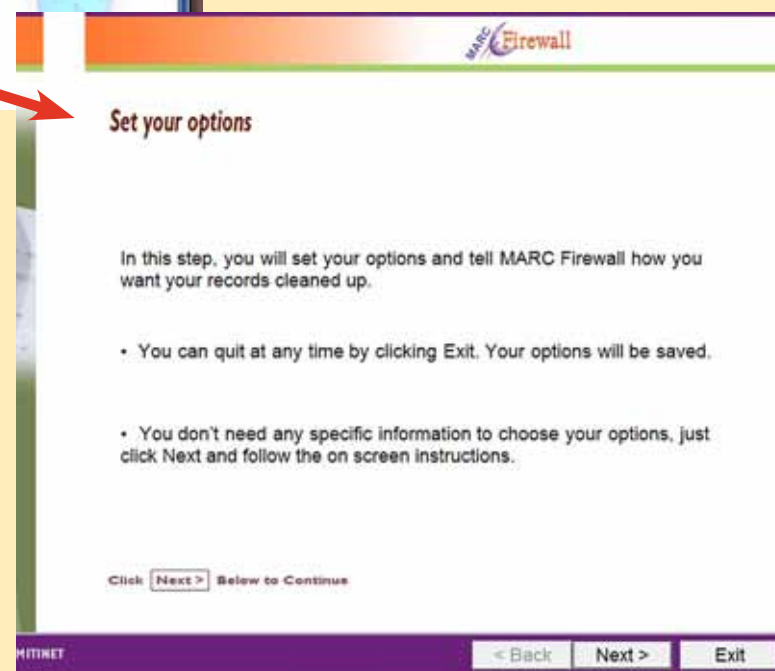 MARC Firewall
Set your options
In this step, you will set your options and tell MARC Firewall how you
want your records cleaned up.
• You can quit at any time by clicking Exit. Your options will be saved.
• You don't need any specific information to choose your options, just
click Next and follow the on screen instructions.
Click Next > Below to Continue
MITINET < Back Next > Exit